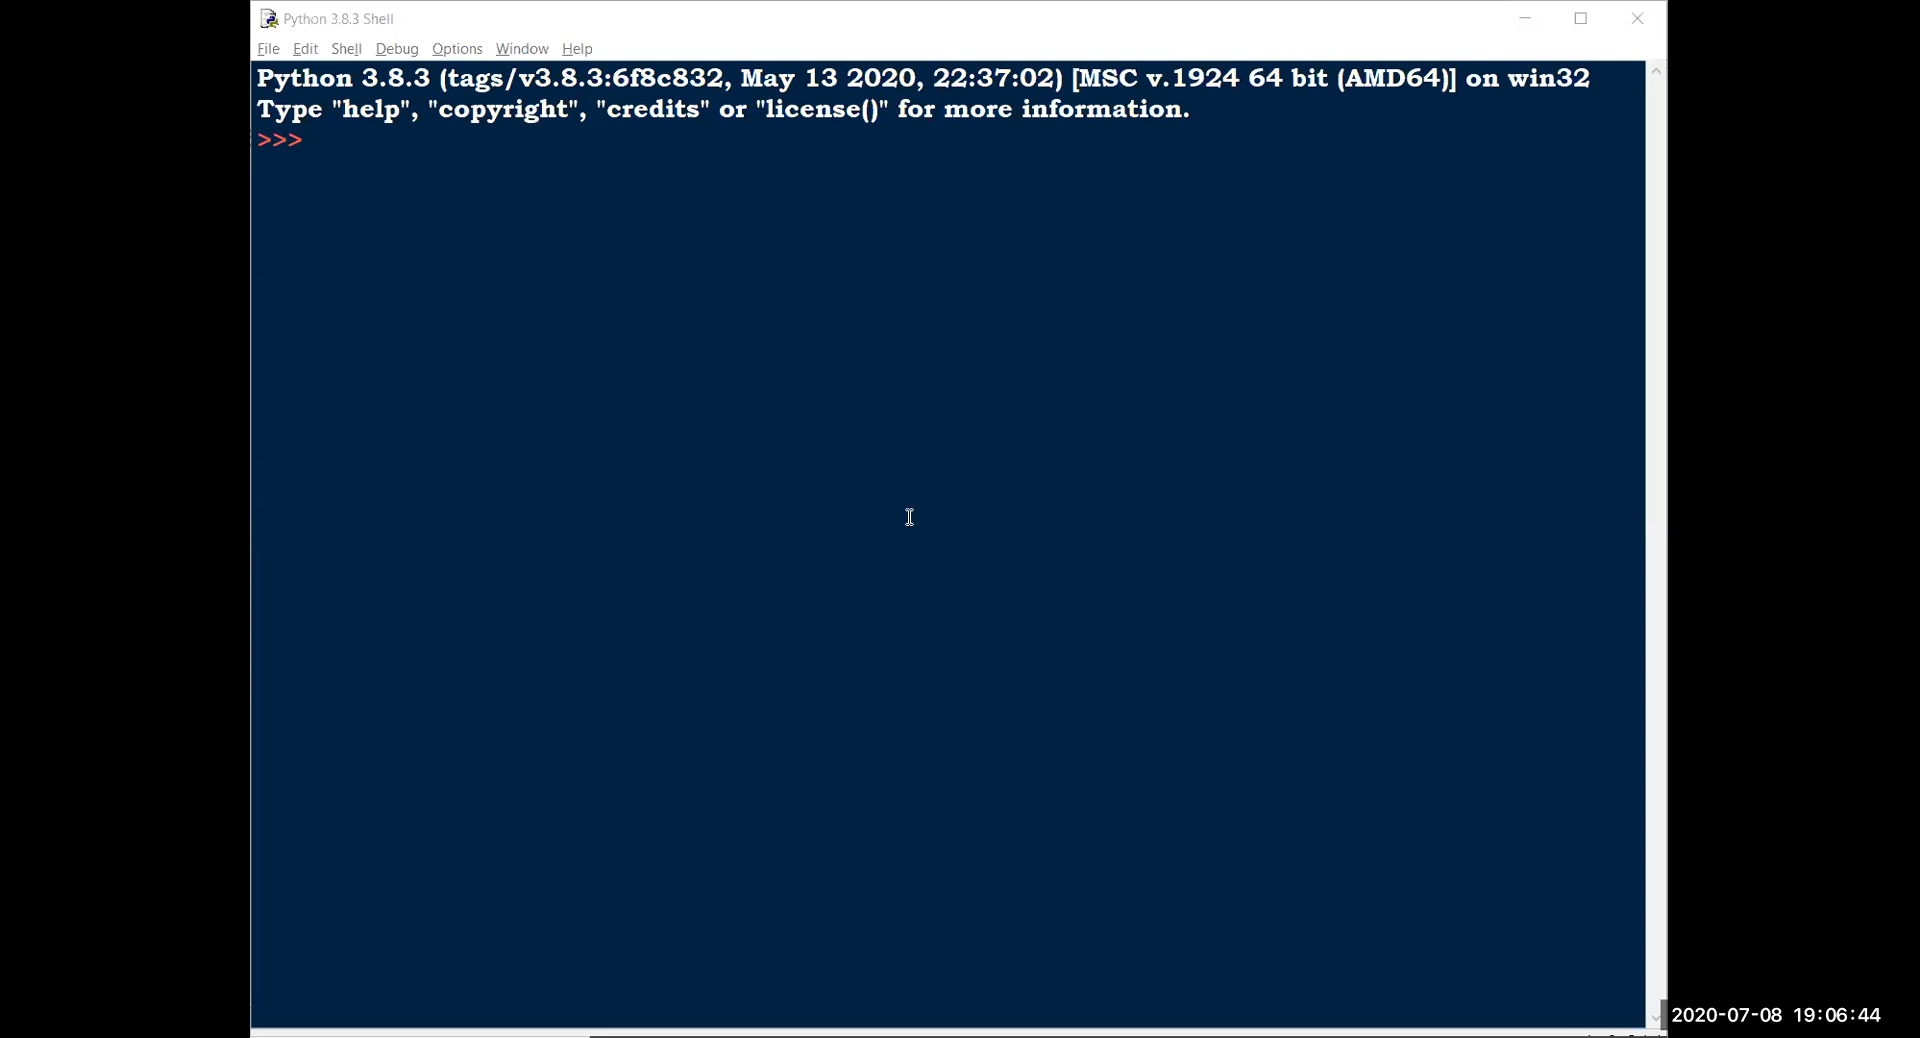 Python 3.8.3 Shell
File Edit Shell Debug Options Window Help
Python 3.8.3 (tags/v3.8.3:6f8c832, May 13 2020, 22:37:02) [MSC v.1924 64 bit (AMD64)] on win32
Type "help", "copyright", "credits" or "license()" for more information.
>>>
2020-07-08 19:06:44